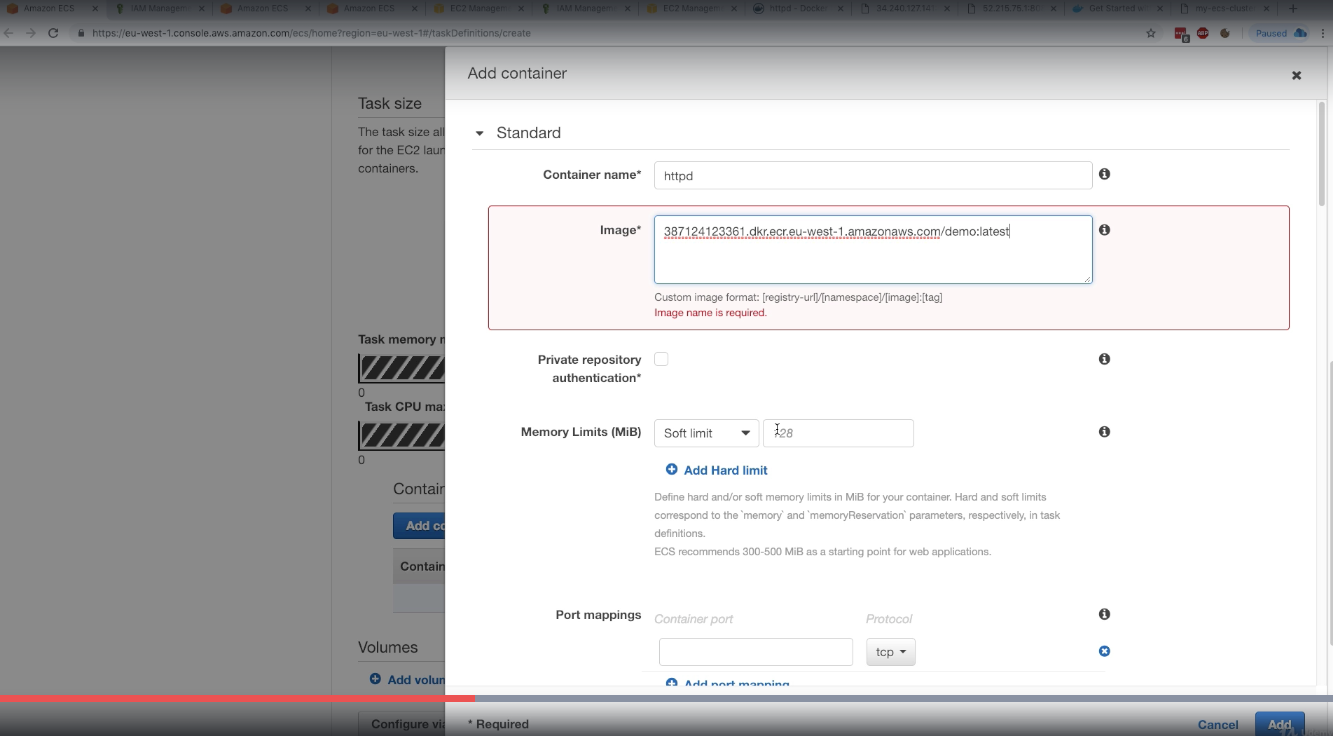 Amazon ECS
IAM Managem
Amazon ECS
Amazon ECS
EC2 Managem
IAM Managem
EC2 Managem
httpd - Docker
34.240.127.141
52.215.75.1
Get Started w
my-ecs-cluster
https://eu-west-1.console.aws.amazon.com/ecs/home?region=eu-west-1#/taskDefinitions/create
Paused
Add container
Task size
The task size all
for the EC2 laun
containers.
Standard
Container name*
httpd
Image*
387124123361.dkr.ecr.eu-west-1.amazonaws.com/demo:latest
Custom image format: [registry-url]/[namespace]/[image]:[tag]
Image name is required.
Task memory m
0
Task CPU ma
0
Private repository
authentication*
Memory Limits (MiB)
Soft limit
128
Add Hard limit
Define hard and/or soft memory limits in MiB for your container. Hard and soft limits
correspond to the `memory` and `memoryReservation` parameters, respectively, in task
definitions.
ECS recommends 300-500 MiB as a starting point for web applications.
Contain
Add co
Contain
Port mappings
Container port
Protocol
tcp
Add port mapping
Volumes
Add volun
Configure via
* Required
Cancel
Add